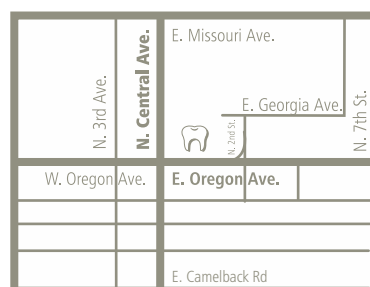 E. Missouri Ave.
N. 3rd Ave.
N. Central Ave.
E. Georgia Ave.
N. 2nd St.
N. 7th St.
W. Oregon Ave.
E. Oregon Ave.
E. Camelback Rd